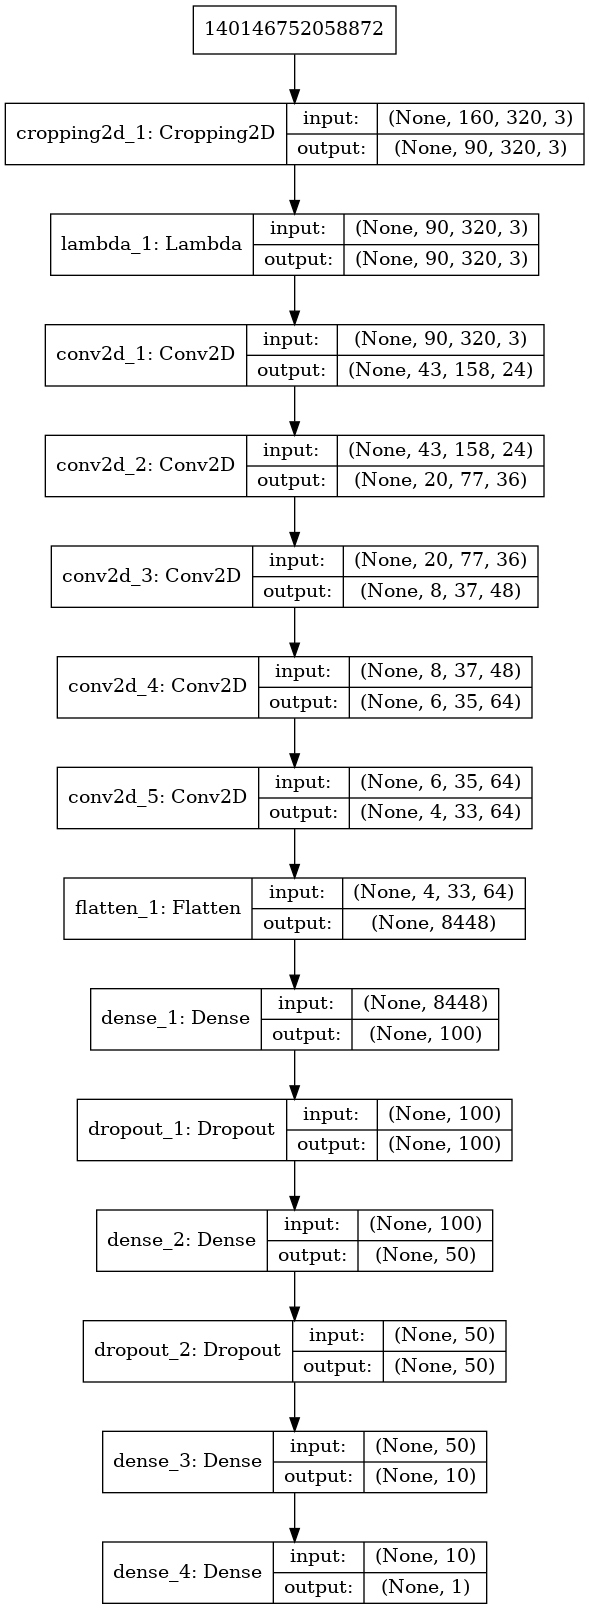 140146752058872
cropping2d_1: Cropping2D
input: (None, 160, 320, 3)
output: (None, 90, 320, 3)
lambda_1: Lambda
input: (None, 90, 320, 3)
output: (None, 90, 320, 3)
conv2d_1: Conv2D
input: (None, 90, 320, 3)
output: (None, 43, 158, 24)
conv2d_2: Conv2D
input: (None, 43, 158, 24)
output: (None, 20, 77, 36)
conv2d_3: Conv2D
input: (None, 20, 77, 36)
output: (None, 8, 37, 48)
conv2d_4: Conv2D
input: (None, 8, 37, 48)
output: (None, 6, 35, 64)
conv2d_5: Conv2D
input: (None, 6, 35, 64)
output: (None, 4, 33, 64)
flatten_1: Flatten
input: (None, 4, 33, 64)
output: (None, 8448)
dense_1: Dense
input: (None, 8448)
output: (None, 100)
dropout_1: Dropout
input: (None, 100)
output: (None, 100)
dense_2: Dense
input: (None, 100)
output: (None, 50)
dropout_2: Dropout
input: (None, 50)
output: (None, 50)
dense_3: Dense
input: (None, 50)
output: (None, 10)
dense_4: Dense
input: (None, 10)
output: (None, 1)